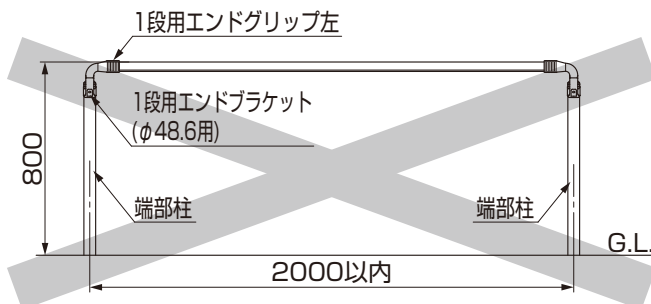 1段用エンドグリップ左
1段用エンドブラケット
(φ48.6用)
800
端部柱
端部柱
G.L.
2000以内